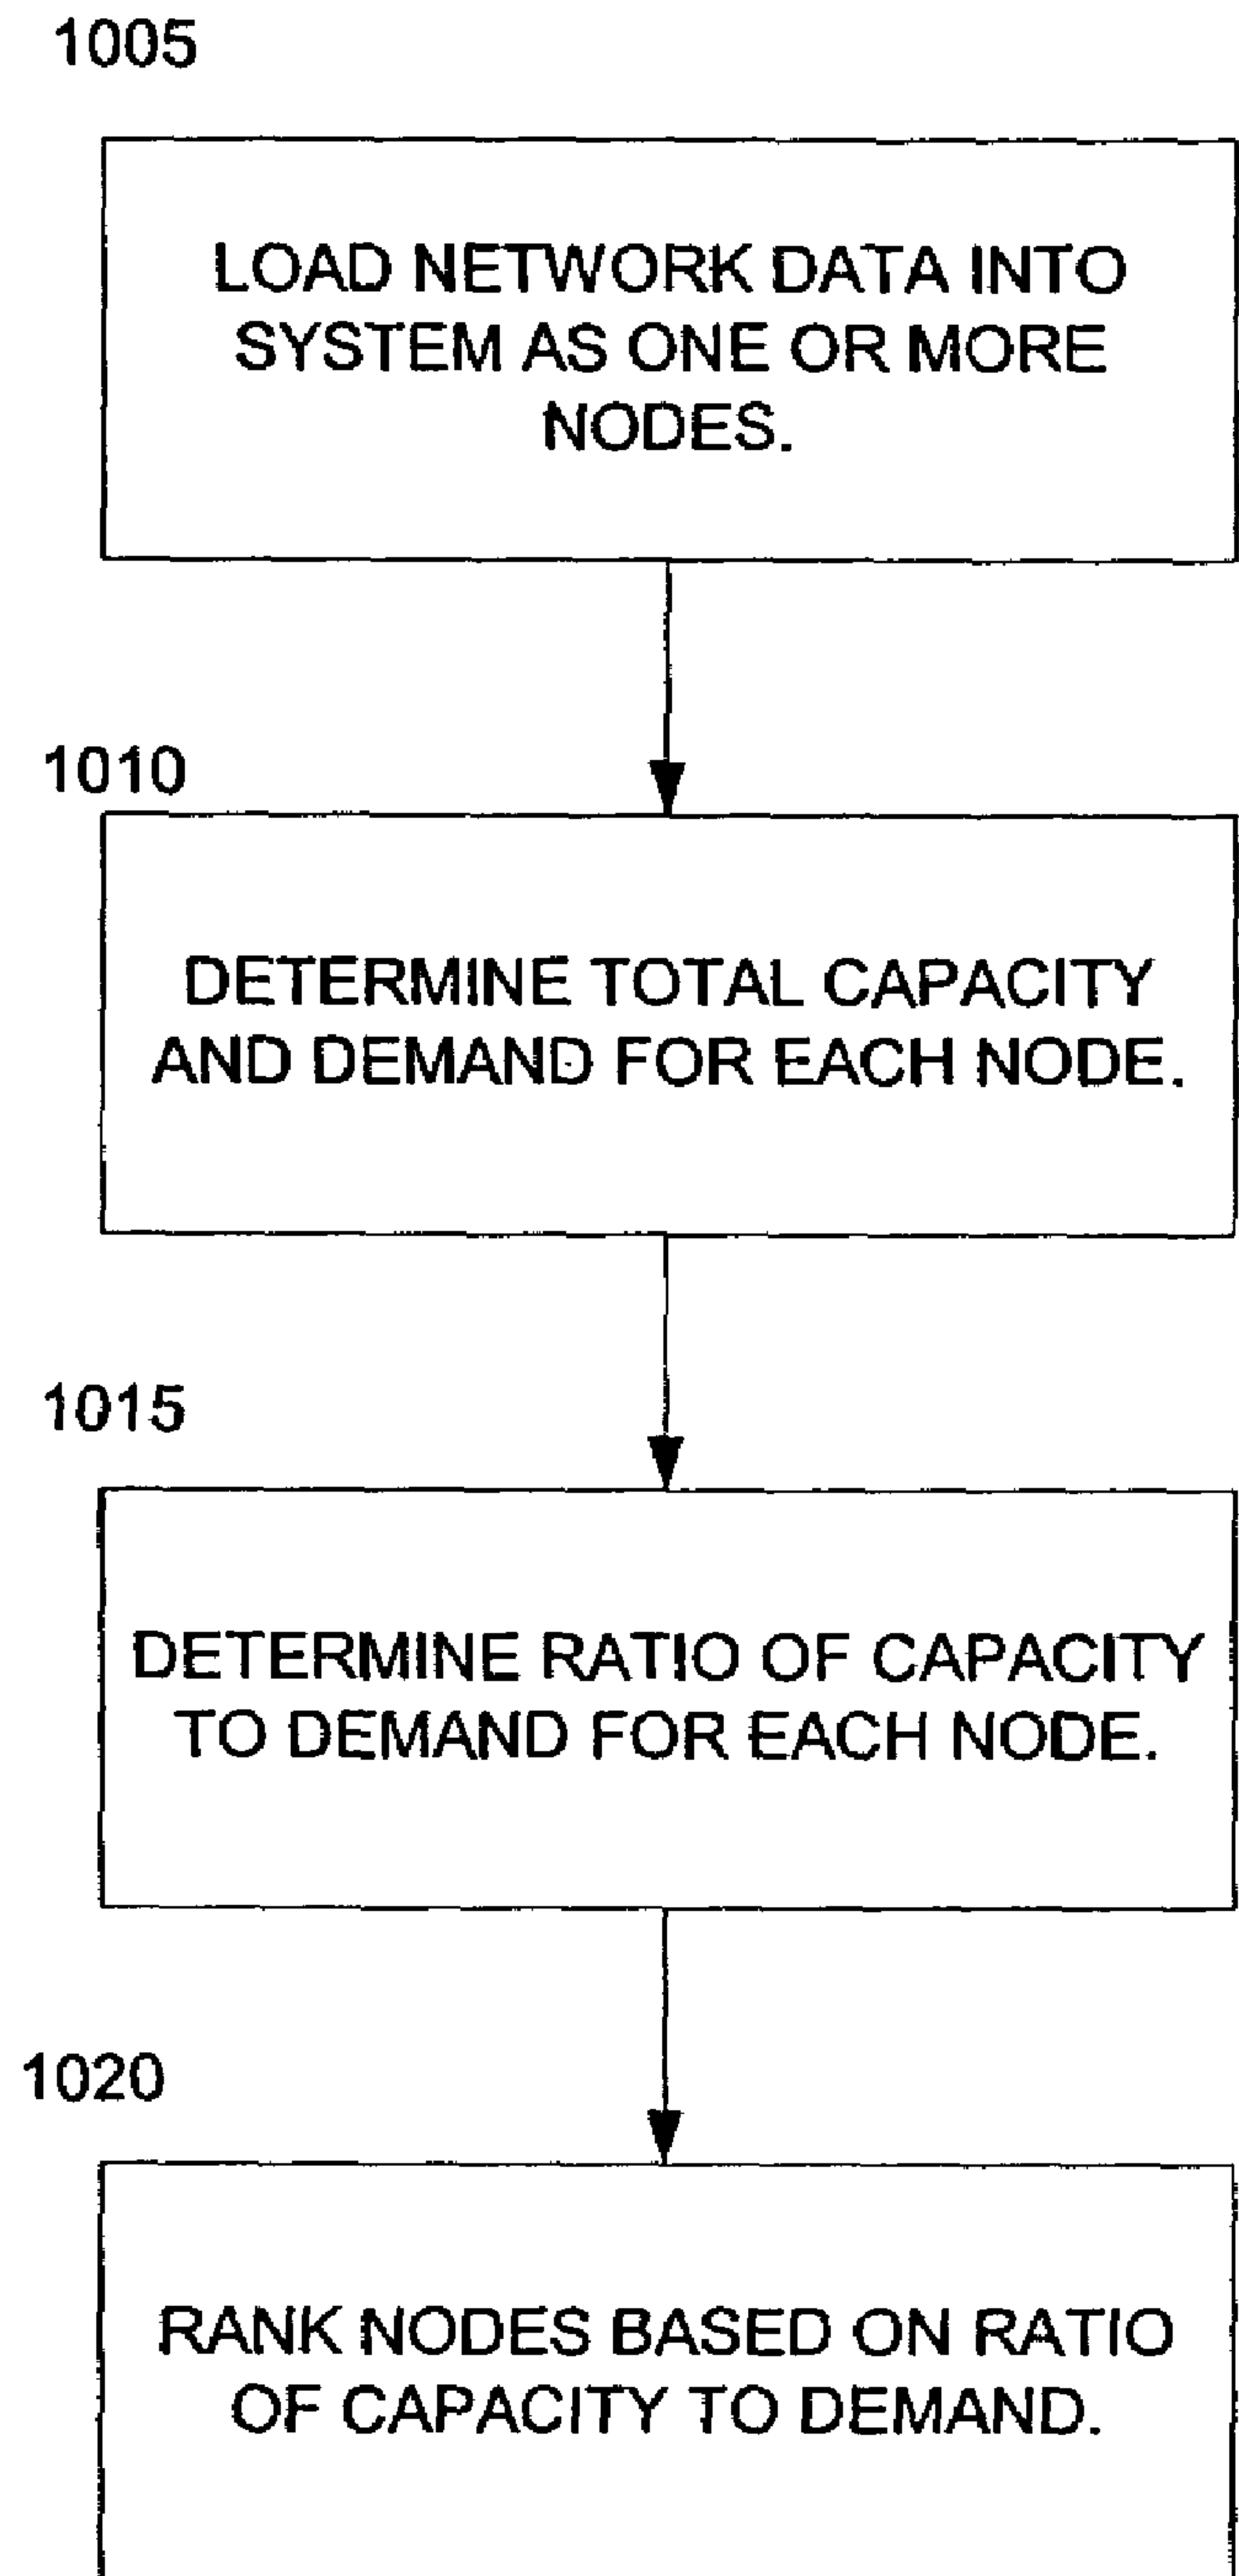 1005
LOAD NETWORK DATA INTO
SYSTEM AS ONE OR MORE
NODES.
1010
DETERMINE TOTAL CAPACITY
AND DEMAND FOR EACH NODE.
1015
DETERMINE RATIO OF CAPACITY
TO DEMAND FOR EACH NODE.
1020
RANK NODES BASED ON RATIO
OF CAPACITY TO DEMAND.